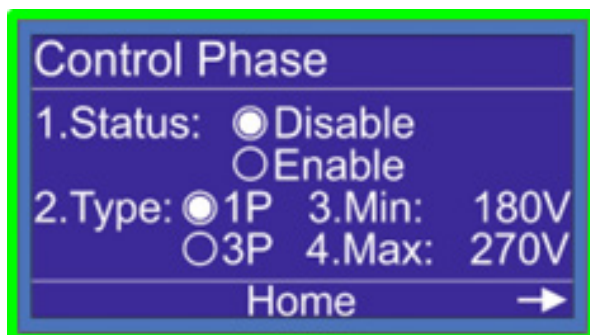 Control Phase
1.Status: Disable
Enable
2.Type: 1P 3.Min: 180V
3P 4.Max: 270V
Home